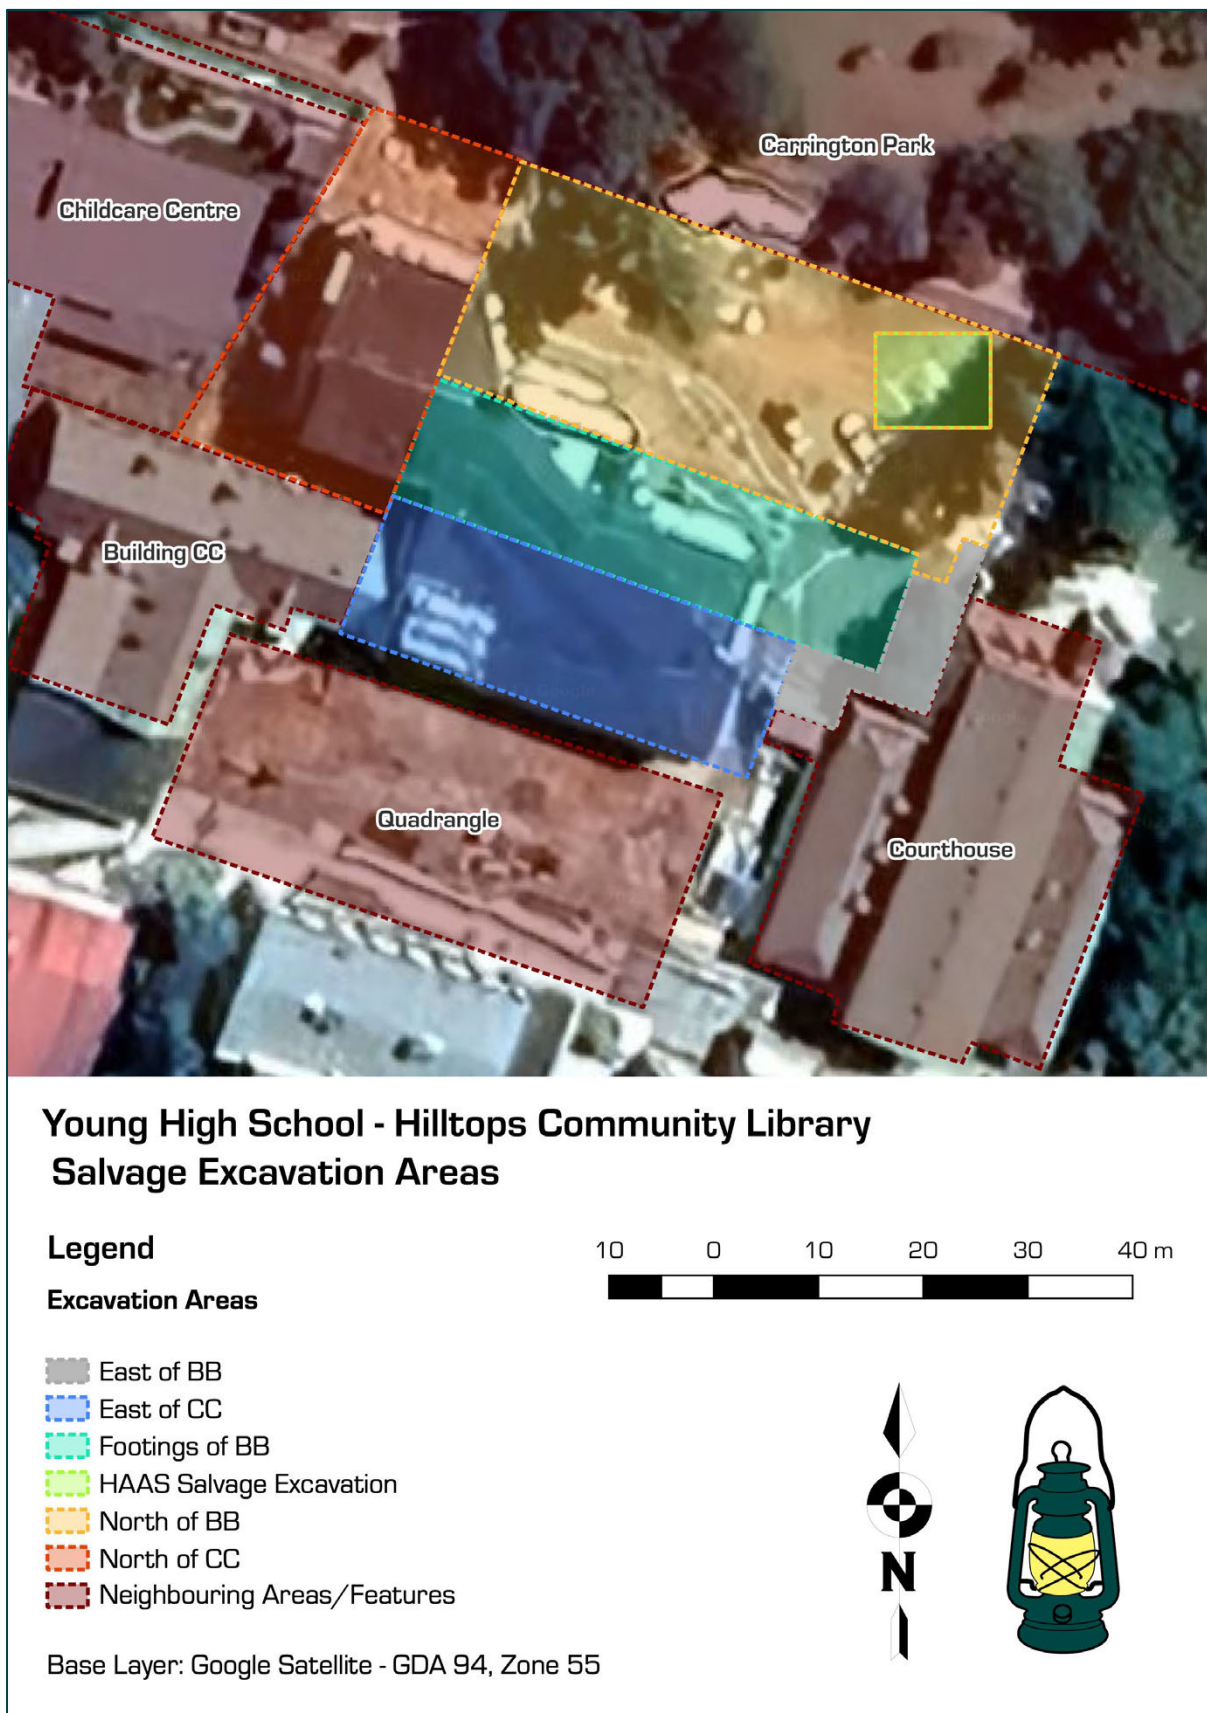 Carrington Park
Childcare Centre
Building CC
Google
Quadrangle
Courthouse
Young High School - Hilltops Community Library
Salvage Excavation Areas
Legend
10 0 10 20 30 40 m
Excavation Areas
East of BB
East of CC
Footings of BB
HAAS Salvage Excavation
North of BB
North of CC
Neighbouring Areas/Features
N
Base Layer: Google Satellite - GDA 94, Zone 55